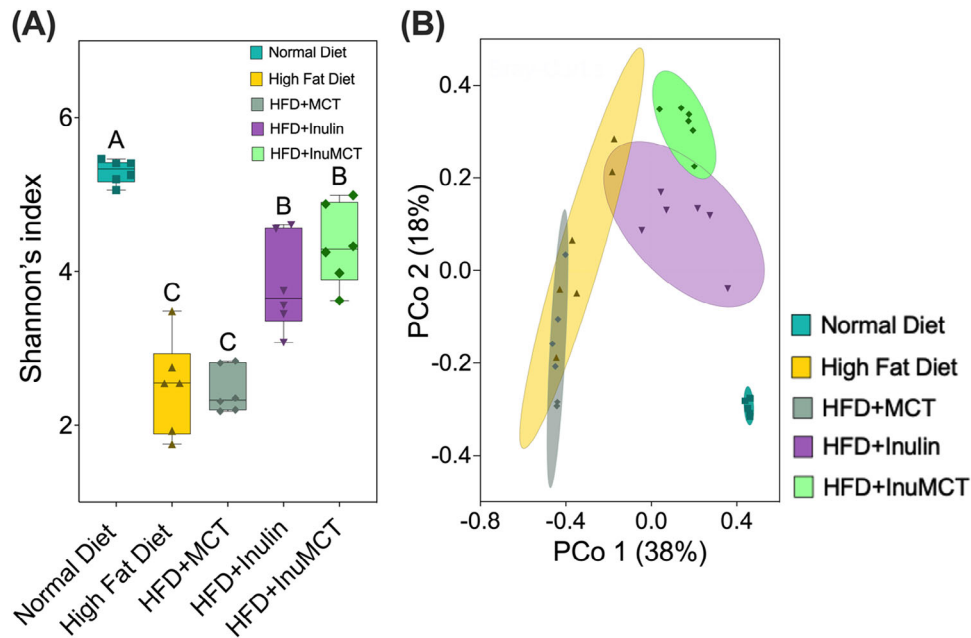 (A)
Shannon's index
6
4
2
A
C
C
B
B
Normal Diet
High Fat Diet
HFD+MCT
HFD+Inulin
HFD+InuMCT
Normal Diet
High Fat Diet
HFD+MCT
HFD+Inulin
HFD+InuMCT
(B)
PCo 2 (18%)
0.4
0.2
0.0
-0.2
-0.4
-0.8
-0.4
0.0
0.4
PCo 1 (38%)
Normal Diet
High Fat Diet
HFD+MCT
HFD+Inulin
HFD+InuMCT